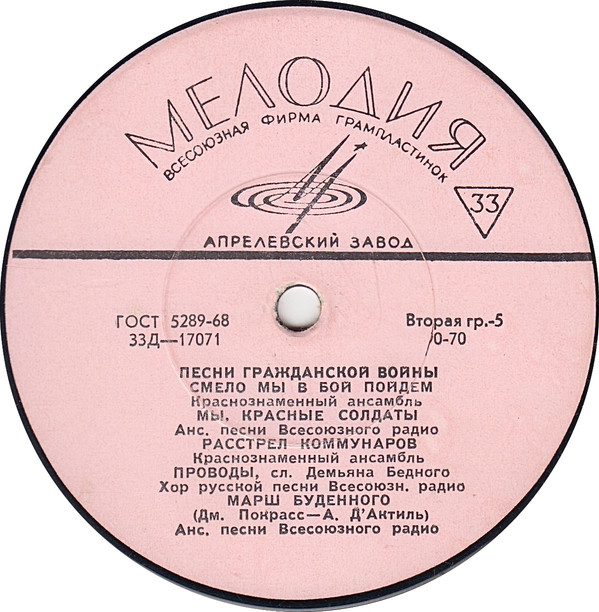 МЕЛОДИЯ
ВСЕСОЮЗНАЯ ФИРМА ГРАМПЛАСТИНОК
33
АПРЕЛЕВСКИЙ ЗАВОД
ГОСТ 5289-68
Вторая гр.-5
33Д—17071
0-70
ПЕСНИ ГРАЖДАНСКОЙ ВОЙНЫ
СМЕЛО МЫ В БОЙ ПОЙДЕМ
Краснознаменный ансамбль
МЫ, КРАСНЫЕ СОЛДАТЫ
Анс. песни Всесоюзного радио
РАССТРЕЛ КОММУНАРОВ
Краснознаменный ансамбль
ПРОВОДЫ, сл. Демьяна Бедного
Хор русской песни Всесоюзн. радио
МАРШ БУДЕННОГО
(Дм. Покрасс—А. Д'Актиль)
Анс. песни Всесоюзного радио